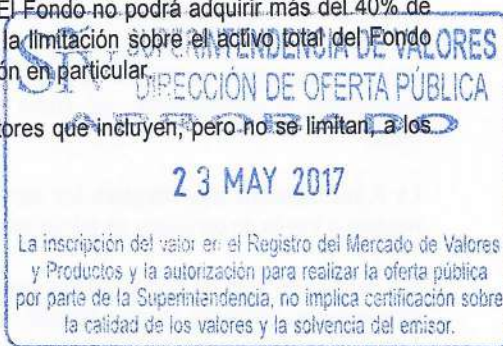 El Fondo no podrá adquirir más del 40% de
la limitación sobre el activo total del Fondo
SIV SUPERINTENDENCIA DE VALORES
ón en particular.
DIRECCIÓN DE OFERTA PÚBLICA
tores que incluyen, pero no se limitan, a los
APROBADO
23 MAY 2017
La inscripción del valor en el Registro del Mercado de Valores
y Productos y la autorización para realizar la oferta pública
por parte de la Superintendencia, no implica certificación sobre
la calidad de los valores y la solvencia del emisor.